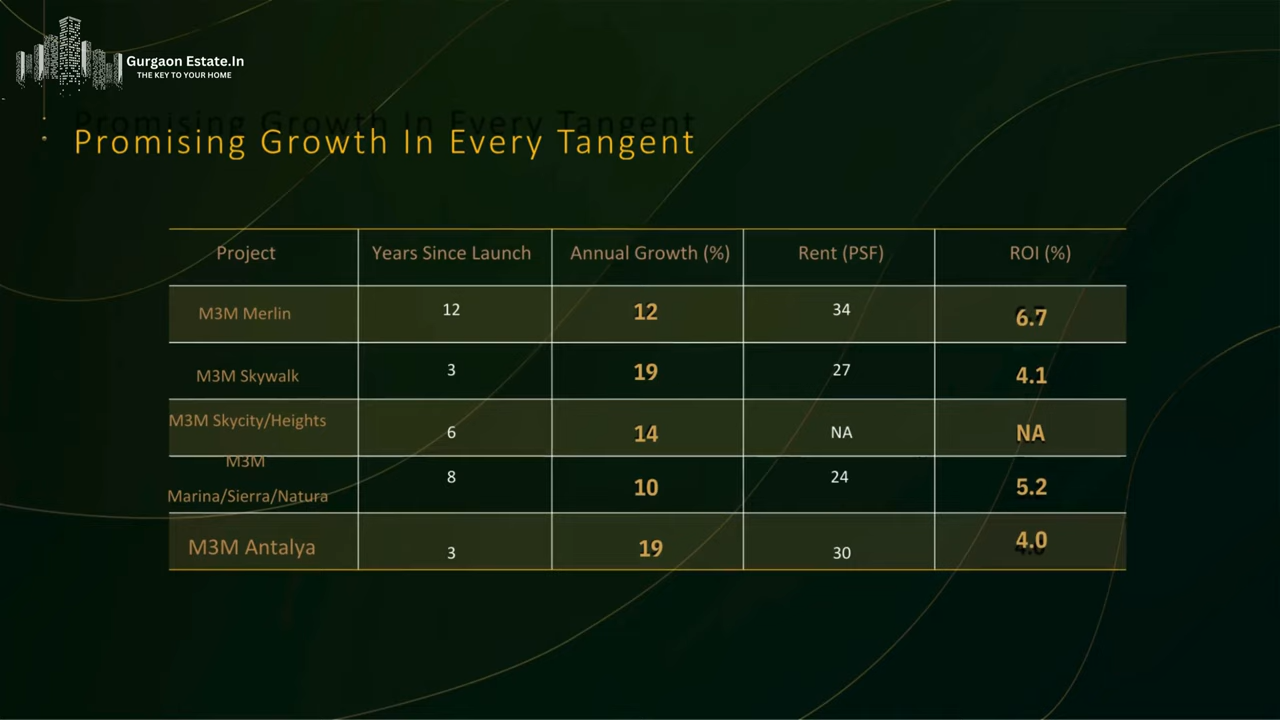 Gurgaon Estate.In
THE KEY TO YOUR HOME
Promising Growth In Every Tangent
Project Years Since Launch Annual Growth (%) Rent (PSF) ROI (%)
M3M Merlin 12 12 34 6.7
M3M Skywalk 3 19 27 4.1
M3M Skycity/Heights 6 14 NA NA
M3M
Marina/Sierra/Natura 8 10 24 5.2
M3M Antalya 3 19 30 4.0